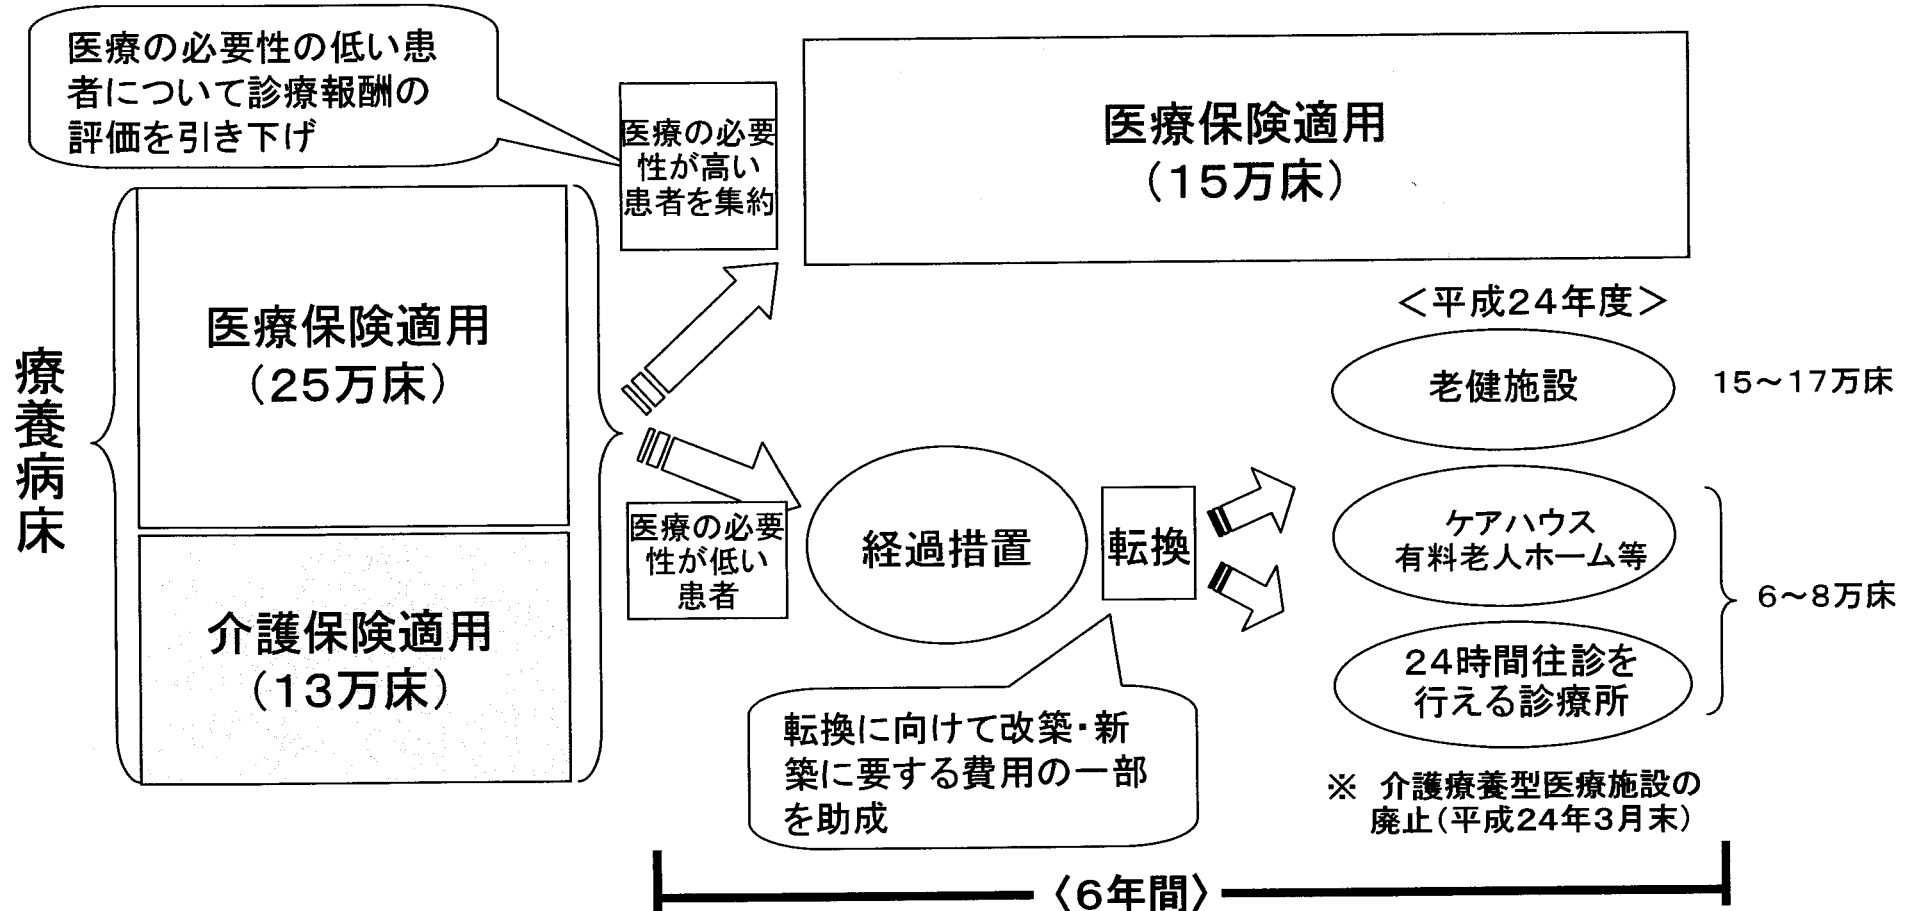 医療の必要性の低い患
者について診療報酬の
評価を引き下げ
医療の必要
性が高い
患者を集約
医療保険適用
(15万床)
療養病床
医療保険適用
(25万床)
介護保険適用
(13万床)
医療の必要
性が低い
患者
経過措置
転換
転換に向けて改築・新
築に要する費用の一部
を助成
＜平成24年度＞
老健施設
15～17万床
ケアハウス
有料老人ホーム等
24時間往診を
行える診療所
6～8万床
※ 介護療養型医療施設の
廃止(平成24年3月末)
〈6年間〉